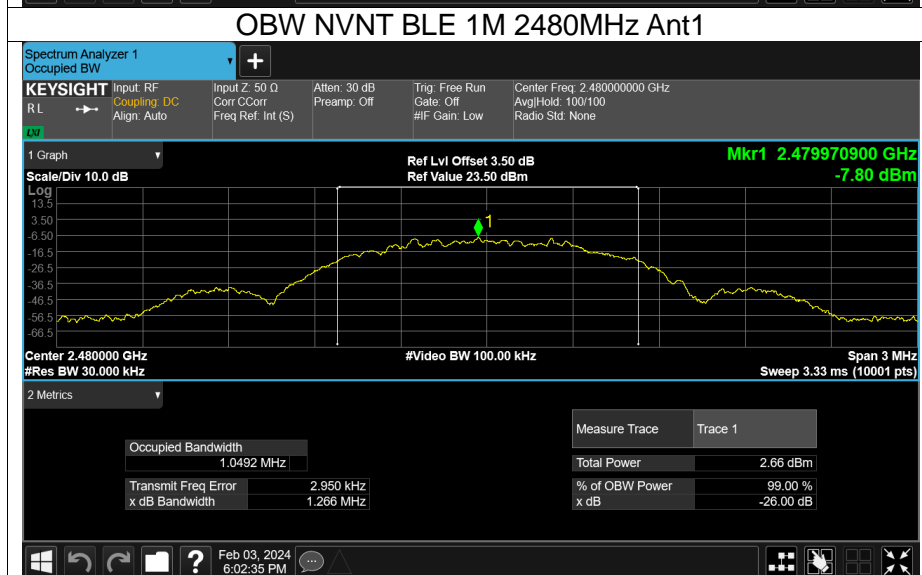 OBW NVNT BLE 1M 2480MHz Ant1
Spectrum Analyzer 1
Occupied BW
+
KEYSIGHT Input: RF Input Z: 50 Ω Atten: 30 dB Trig: Free Run Center Freq: 2.480000000 GHz
R L Coupling: DC Corr CCorr Preamp: Off Gate: Off Avg|Hold: 100/100
Align: Auto Freq Ref: Int (S) #IF Gain: Low Radio Std: None
LXI
1 Graph Ref Lvl Offset 3.50 dB Mkr1 2.479970900 GHz
Scale/Div 10.0 dB Ref Value 23.50 dBm -7.80 dBm
Log
13.5
3.50
1
-6.50
-16.5
-26.5
-36.5
-46.5
-56.5
-66.5
Center 2.480000 GHz #Video BW 100.00 kHz Span 3 MHz
#Res BW 30.000 kHz Sweep 3.33 ms (10001 pts)
2 Metrics
Measure Trace Trace 1
Occupied Bandwidth
1.0492 MHz Total Power 2.66 dBm
Transmit Freq Error 2.950 kHz % of OBW Power 99.00 %
x dB Bandwidth 1.266 MHz x dB -26.00 dB
? Feb 03, 2024
6:02:35 PM